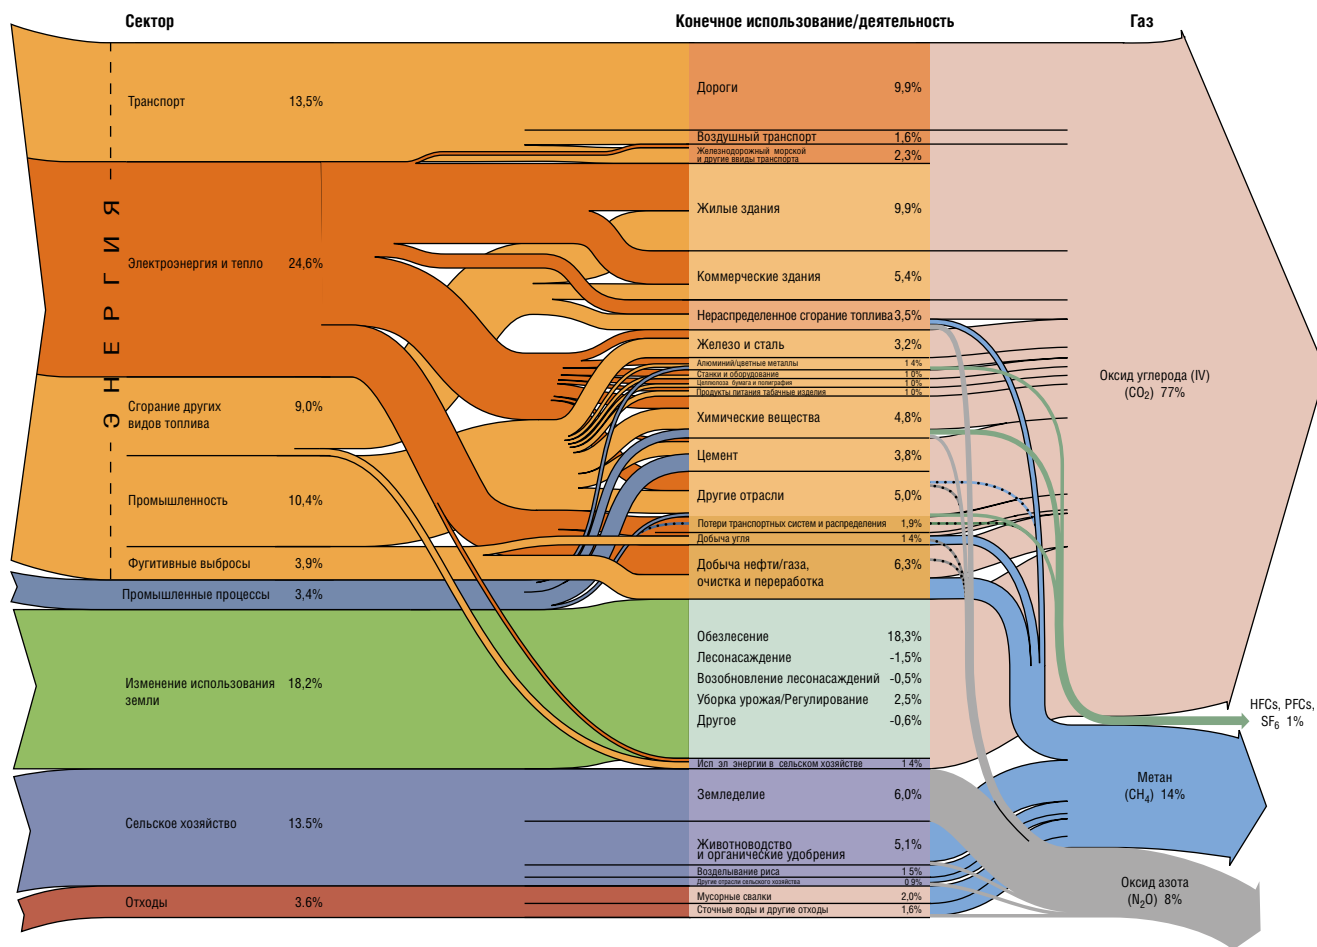 Сектор
Конечное использование/деятельность
Газ
ЭНЕРГИЯ
Транспорт 13,5%
Электроэнергия и тепло 24,6%
Сгорание других
видов топлива 9,0%
Промышленность 10,4%
Фугитивные выбросы 3,9%
Промышленные процессы 3,4%
Изменение использования
земли 18,2%
Сельское хозяйство 13.5%
Отходы 3.6%
Дороги 9,9%
Воздушный транспорт 1,6%
Железнодорожный морской
и другие ввиды транспорта 2,3%
Жилые здания 9,9%
Коммерческие здания 5,4%
Нераспределенное сгорание топлива 3,5%
Железо и сталь 3,2%
Алюминий/цветные металлы 1 4%
Станки и оборудование 1 0%
Целлюлоза бумага и полиграфия 1 0%
Продукты питания табачные изделия 1 0%
Химические вещества 4,8%
Цемент 3,8%
Другие отрасли 5,0%
Потери транспортных систем и распределения 1,9%
Добыча угля 1 4%
Добыча нефти/газа,
очистка и переработка 6,3%
Обезлесение 18,3%
Лесонасаждение -1,5%
Возобновление лесонасаждений -0,5%
Уборка урожая/Регулирование 2,5%
Другое -0,6%
Исп эл энергии в сельском хозяйстве 1 4%
Земледелие 6,0%
Животноводство
и органические удобрения 5,1%
Возделывание риса 1 5%
Другие отрасли сельского хозяйства 0 9%
Мусорные свалки 2,0%
Сточные воды и другие отходы 1,6%
Оксид углерода (IV)
(CO₂) 77%
HFCs, PFCs,
SF₆ 1%
Метан
(CH₄) 14%
Оксид азота
(N₂O) 8%